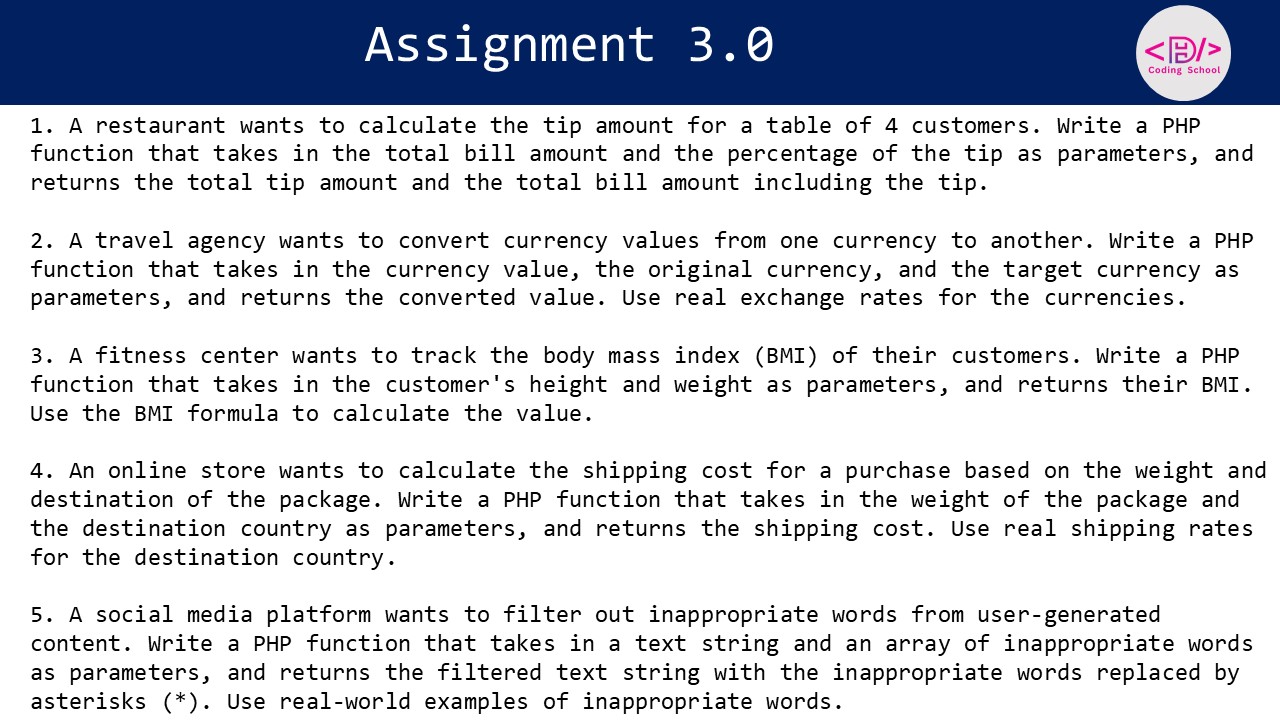 Assignment 3.0
<HD/>
Coding School
1. A restaurant wants to calculate the tip amount for a table of 4 customers. Write a PHP
function that takes in the total bill amount and the percentage of the tip as parameters, and
returns the total tip amount and the total bill amount including the tip.
2. A travel agency wants to convert currency values from one currency to another. Write a PHP
function that takes in the currency value, the original currency, and the target currency as
parameters, and returns the converted value. Use real exchange rates for the currencies.
3. A fitness center wants to track the body mass index (BMI) of their customers. Write a PHP
function that takes in the customer's height and weight as parameters, and returns their BMI.
Use the BMI formula to calculate the value.
4. An online store wants to calculate the shipping cost for a purchase based on the weight and
destination of the package. Write a PHP function that takes in the weight of the package and
the destination country as parameters, and returns the shipping cost. Use real shipping rates
for the destination country.
5. A social media platform wants to filter out inappropriate words from user-generated
content. Write a PHP function that takes in a text string and an array of inappropriate words
as parameters, and returns the filtered text string with the inappropriate words replaced by
asterisks (*). Use real-world examples of inappropriate words.